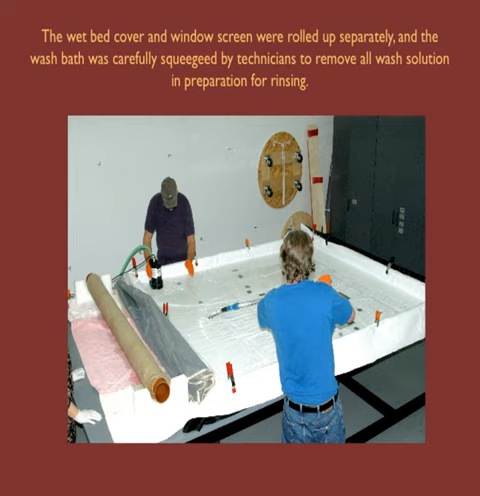 The wet bed cover and window screen were rolled up separately, and the
wash bath was carefully squeegeed by technicians to remove all wash solution
in preparation for rinsing.